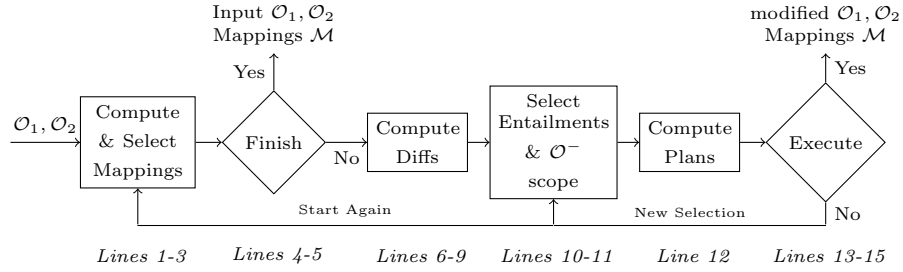 Input 𝒪₁, 𝒪₂
Mappings ℳ
modified 𝒪₁, 𝒪₂
Mappings ℳ
Yes
Yes
𝒪₁, 𝒪₂
Compute
& Select
Mappings
Finish
No
Compute
Diffs
Select
Entailments
& 𝒪⁻
scope
Compute
Plans
Execute
No
Start Again
New Selection
Lines 1-3
Lines 4-5
Lines 6-9
Lines 10-11
Line 12
Lines 13-15